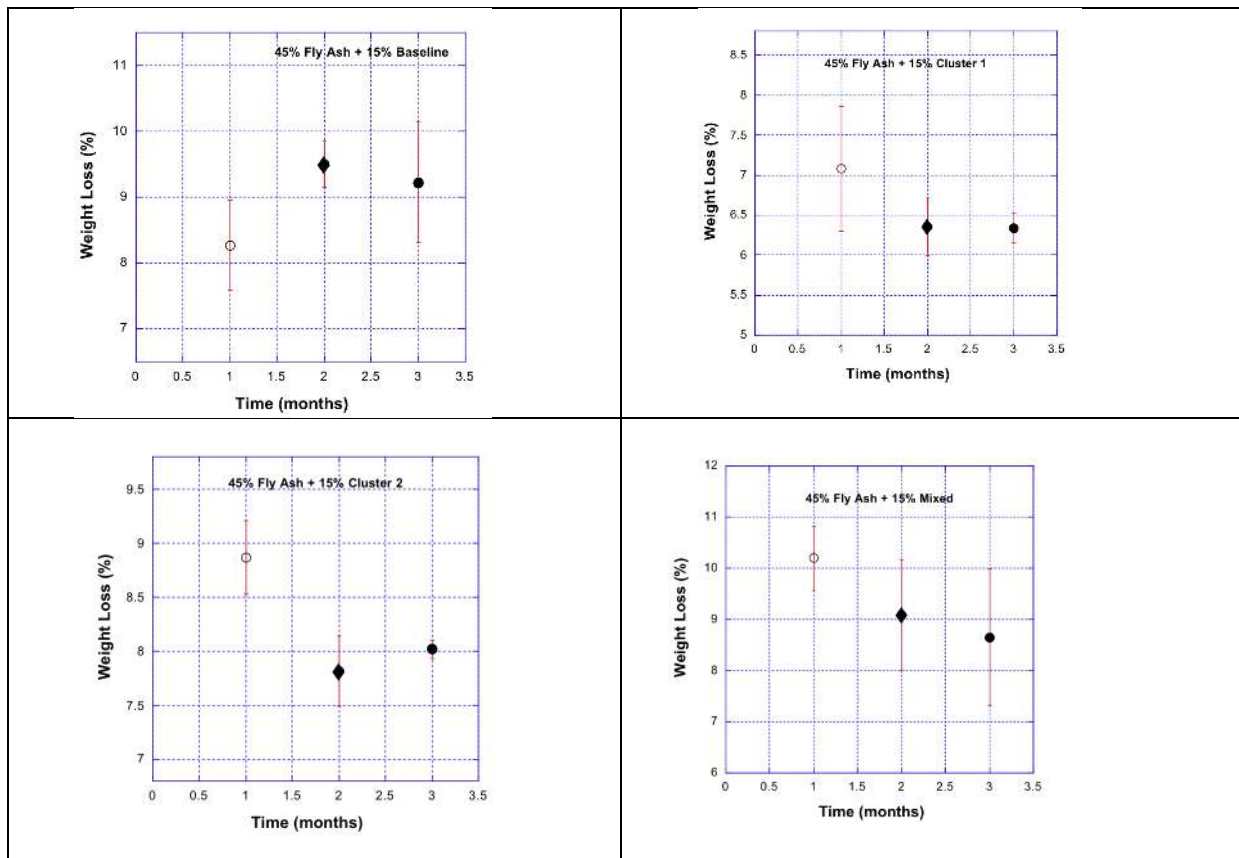 45% Fly Ash + 15% Baseline
Weight Loss (%)
11
10
9
8
7
0 0.5 1 1.5 2 2.5 3 3.5
Time (months)
45% Fly Ash + 15% Cluster 1
Weight Loss (%)
8.5
8
7.5
7
6.5
6
5.5
5
0 0.5 1 1.5 2 2.5 3 3.5
Time (months)
45% Fly Ash + 15% Cluster 2
Weight Loss (%)
9.5
9
8.5
8
7.5
7
0 0.5 1 1.5 2 2.5 3 3.5
Time (months)
45% Fly Ash + 15% Mixed
Weight Loss (%)
12
11
10
9
8
7
6
0 0.5 1 1.5 2 2.5 3 3.5
Time (months)